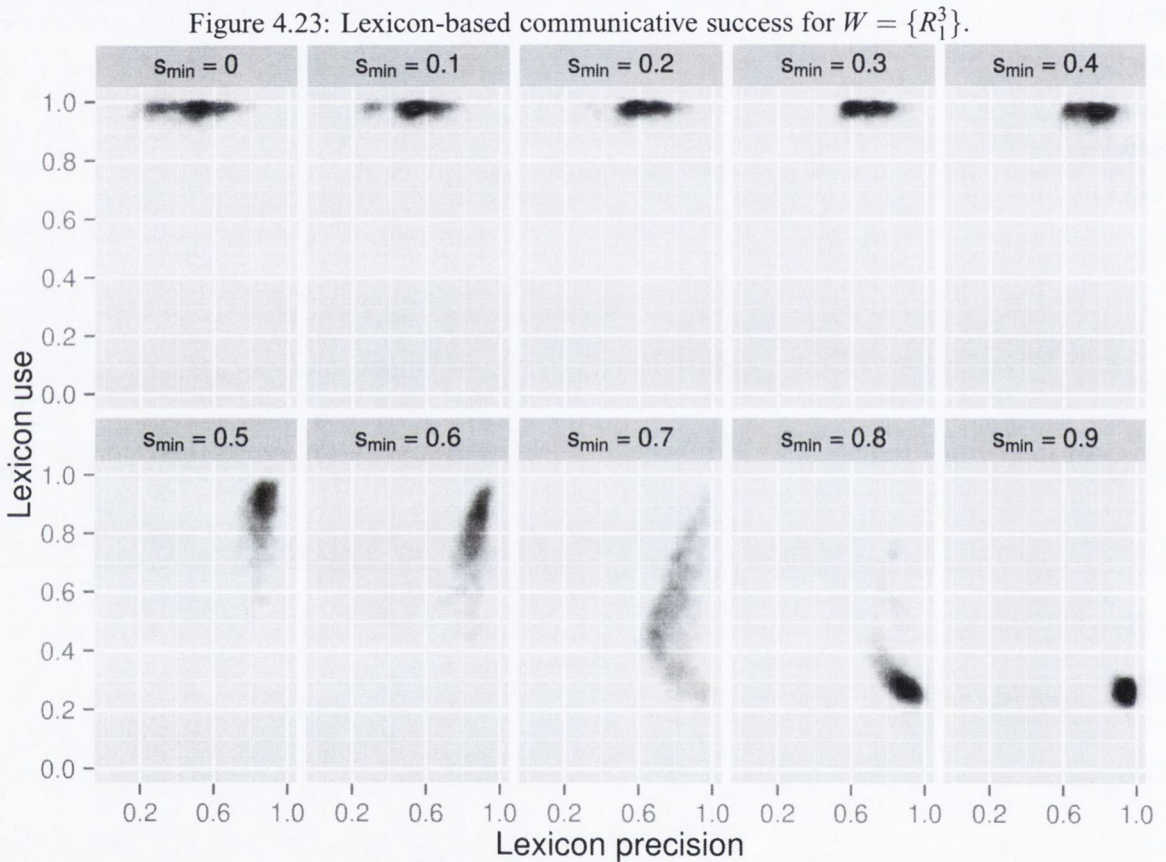 Figure 4.23: Lexicon-based communicative success for W = {R₁³}.
s_min = 0 s_min = 0.1 s_min = 0.2 s_min = 0.3 s_min = 0.4
1.0
0.8
0.6
0.4
0.2
0.0
s_min = 0.5 s_min = 0.6 s_min = 0.7 s_min = 0.8 s_min = 0.9
1.0
0.8
0.6
0.4
0.2
0.0
Lexicon use
0.2 0.6 1.0 0.2 0.6 1.0 0.2 0.6 1.0 0.2 0.6 1.0 0.2 0.6 1.0
Lexicon precision